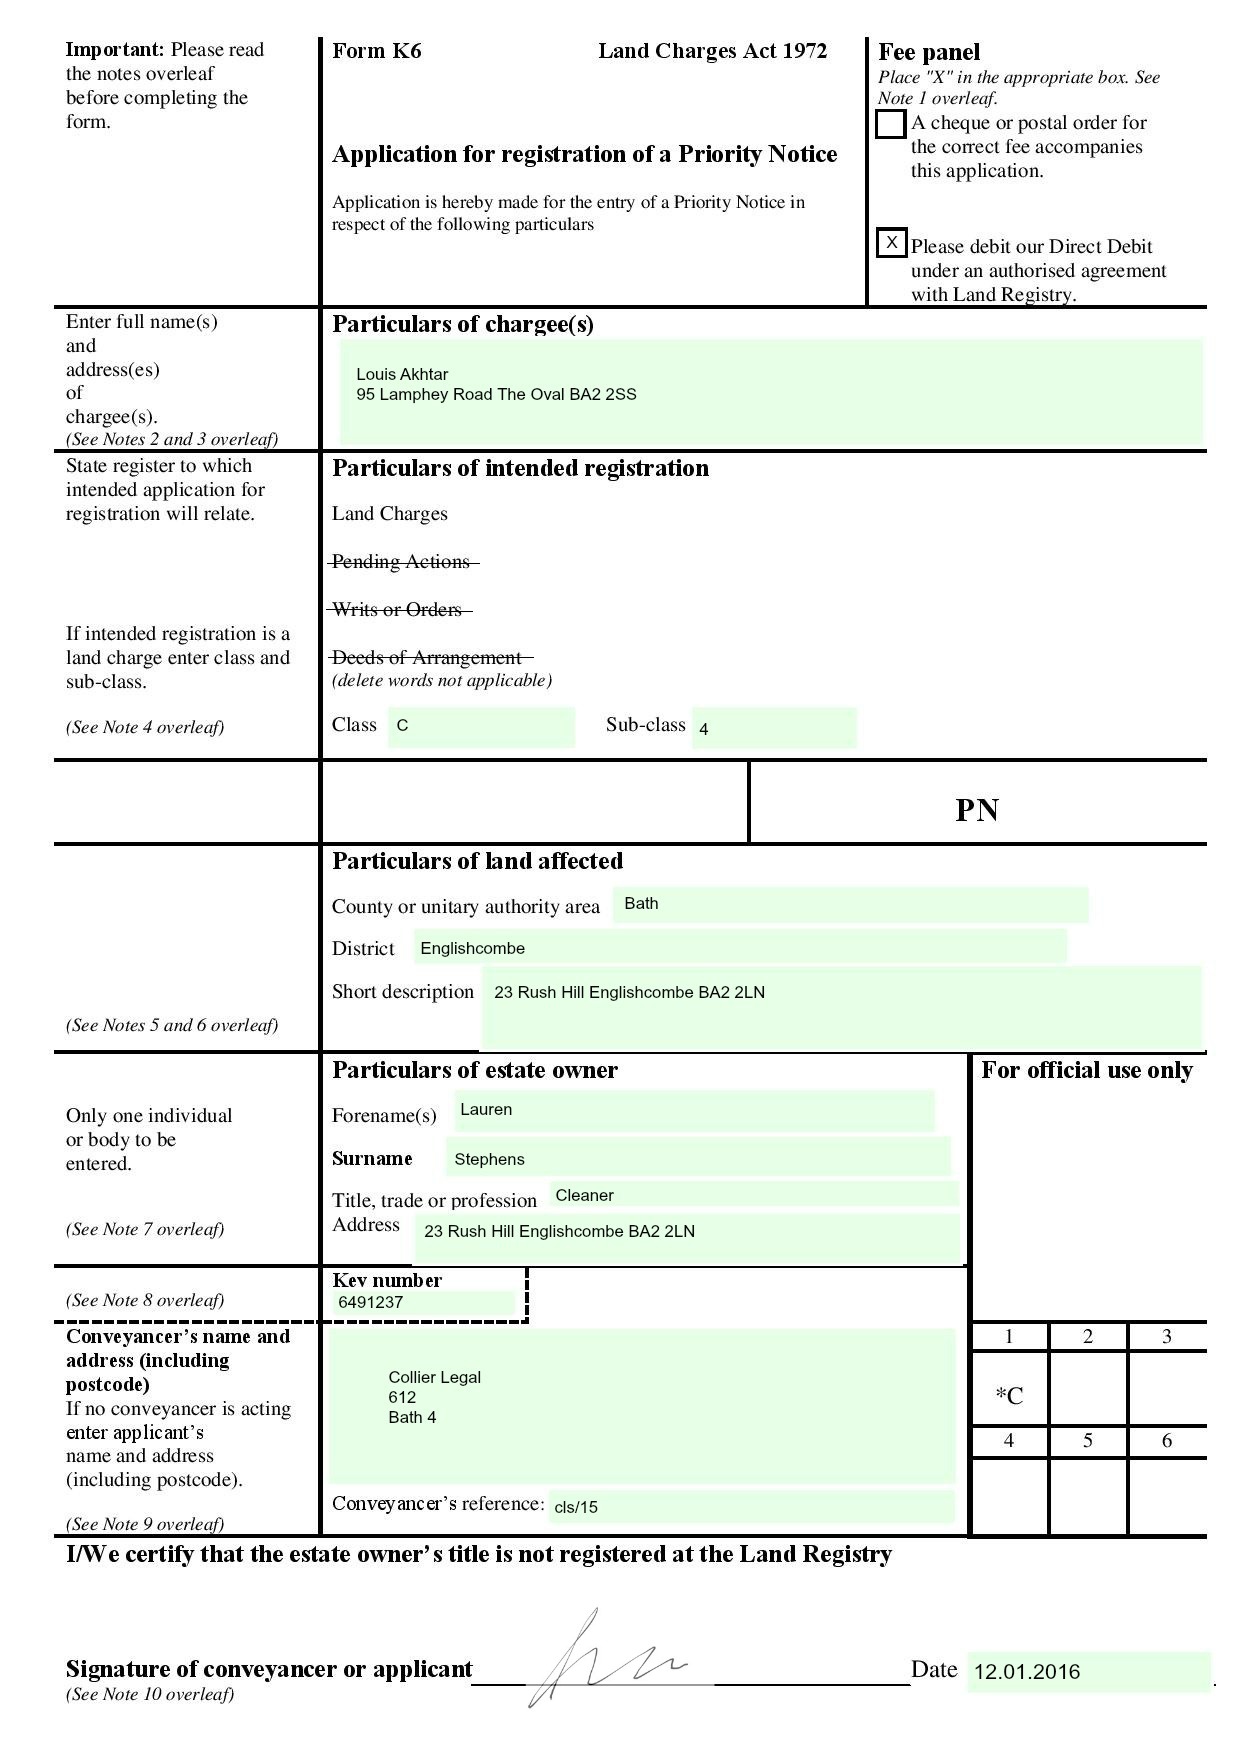 Important: Please read
the notes overleaf
before completing the
form.
Form K6 Land Charges Act 1972
Application for registration of a Priority Notice
Application is hereby made for the entry of a Priority Notice in
respect of the following particulars
Fee panel
Place "X" in the appropriate box. See
Note 1 overleaf.
A cheque or postal order for
the correct fee accompanies
this application.
X Please debit our Direct Debit
under an authorised agreement
with Land Registry.
Enter full name(s)
and
address(es)
of
chargee(s).
(See Notes 2 and 3 overleaf)
Particulars of chargee(s)
Louis Akhtar
95 Lamphey Road The Oval BA2 2SS
State register to which
intended application for
registration will relate.
If intended registration is a
land charge enter class and
sub-class.
(See Note 4 overleaf)
Particulars of intended registration
Land Charges
Pending Actions
Writs or Orders
Deeds of Arrangement
(delete words not applicable)
Class C Sub-class 4
PN
(See Notes 5 and 6 overleaf)
Particulars of land affected
County or unitary authority area Bath
District Englishcombe
Short description 23 Rush Hill Englishcombe BA2 2LN
Only one individual
or body to be
entered.
(See Note 7 overleaf)
Particulars of estate owner
Forename(s) Lauren
Surname Stephens
Title, trade or profession Cleaner
Address 23 Rush Hill Englishcombe BA2 2LN
For official use only
(See Note 8 overleaf)
Key number
6491237
Conveyancer's name and
address (including
postcode)
If no conveyancer is acting
enter applicant's
name and address
(including postcode).
(See Note 9 overleaf)
Collier Legal
612
Bath 4
Conveyancer's reference: cls/15
1 2 3
*C
4 5 6
I/We certify that the estate owner's title is not registered at the Land Registry
Signature of conveyancer or applicant Date 12.01.2016
(See Note 10 overleaf)